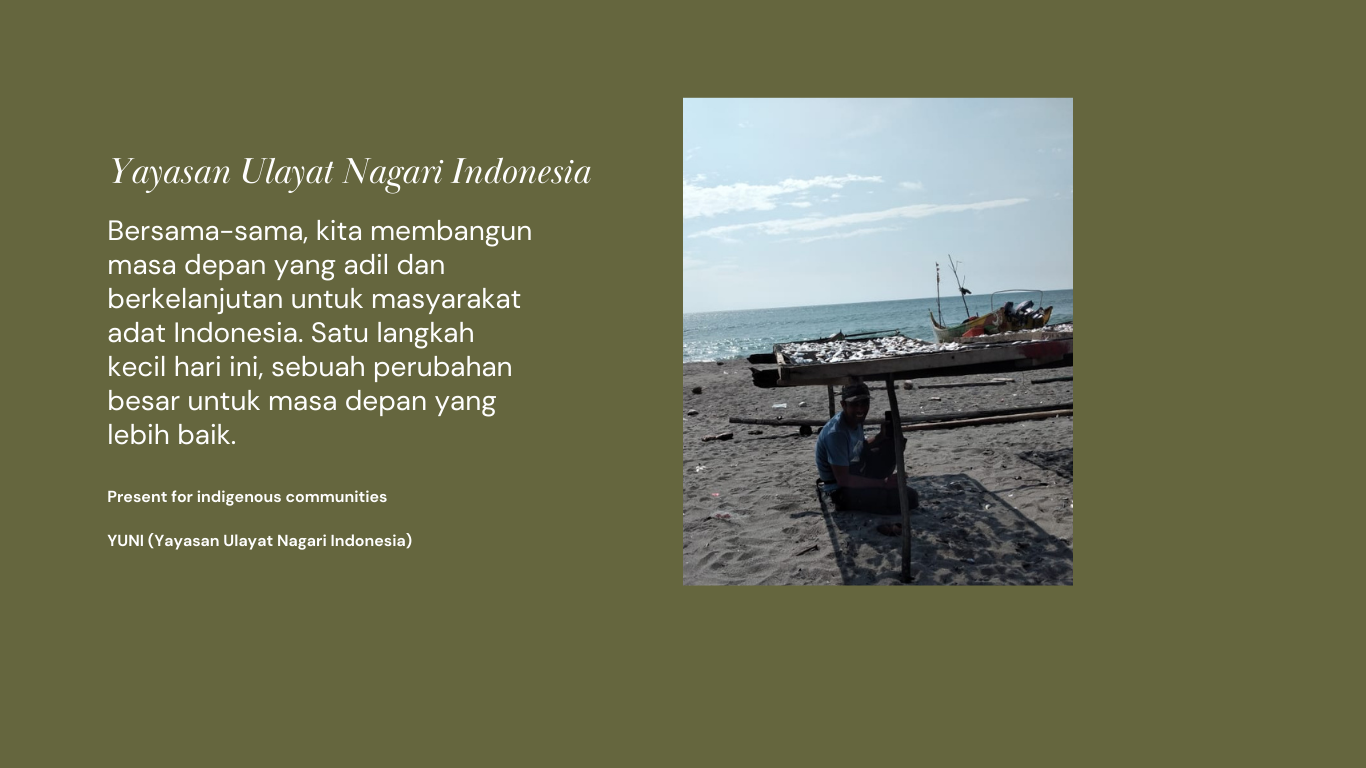 Yayasan Ulayat Nagari Indonesia
Bersama-sama, kita membangun
masa depan yang adil dan
berkelanjutan untuk masyarakat
adat Indonesia. Satu langkah
kecil hari ini, sebuah perubahan
besar untuk masa depan yang
lebih baik.
Present for indigenous communities
YUNI (Yayasan Ulayat Nagari Indonesia)